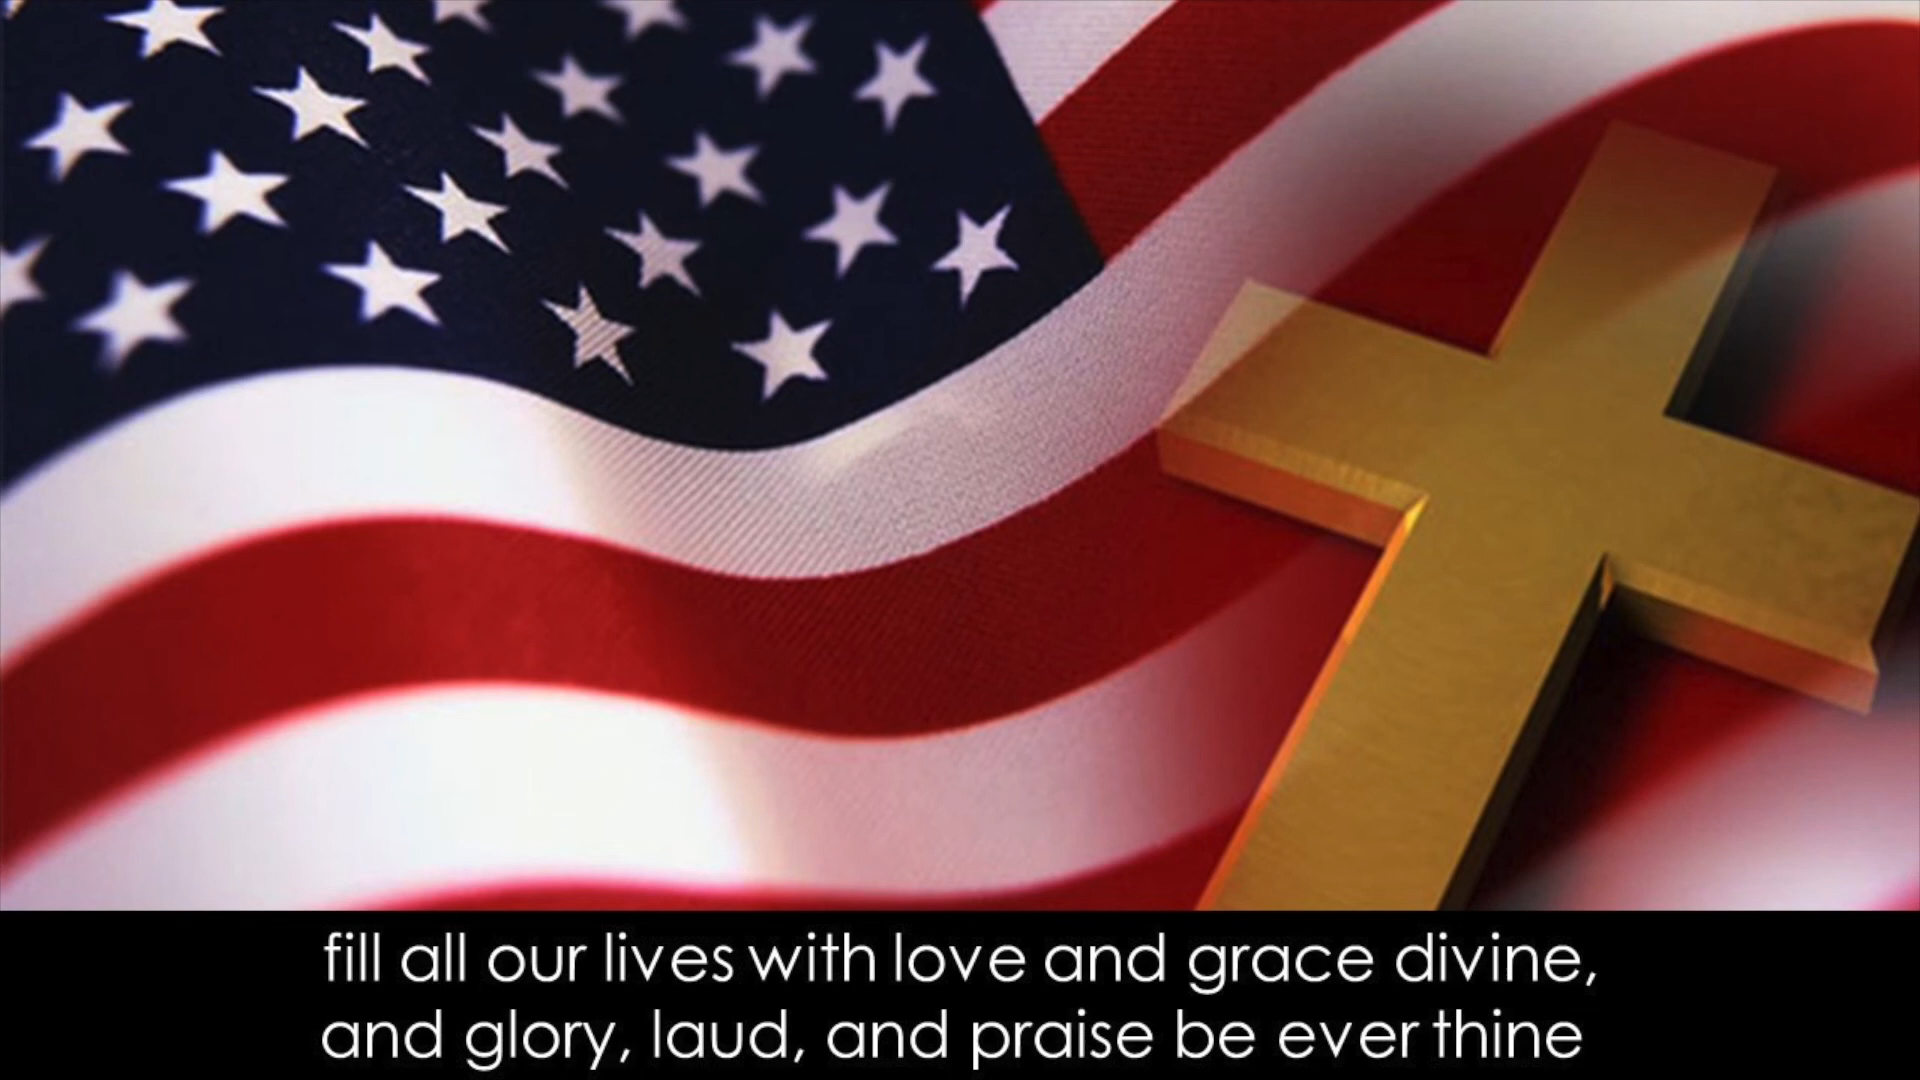 fill all our lives with love and grace divine,
and glory, laud, and praise be ever thine